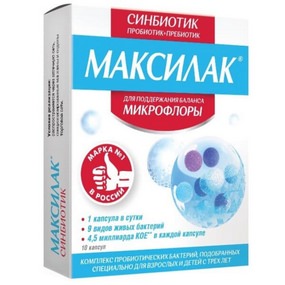 СИНБИОТИК
ПРОБИОТИК+ПРЕБИОТИК
МАКСИЛАК®
ДЛЯ ПОДДЕРЖАНИЯ БАЛАНСА
МИКРОФЛОРЫ
МАРКА №1
В РОССИИ
• 1 капсула в сутки
• 9 видов живых бактерий
• 4,5 миллиарда КОЕ** в каждой капсуле
10 капсул
КОМПЛЕКС ПРОБИОТИЧЕСКИХ БАКТЕРИЙ, ПОДОБРАННЫХ
СПЕЦИАЛЬНО ДЛЯ ВЗРОСЛЫХ И ДЕТЕЙ С ТРЕХ ЛЕТ
МАКСИЛАК®
СИНБИОТИК